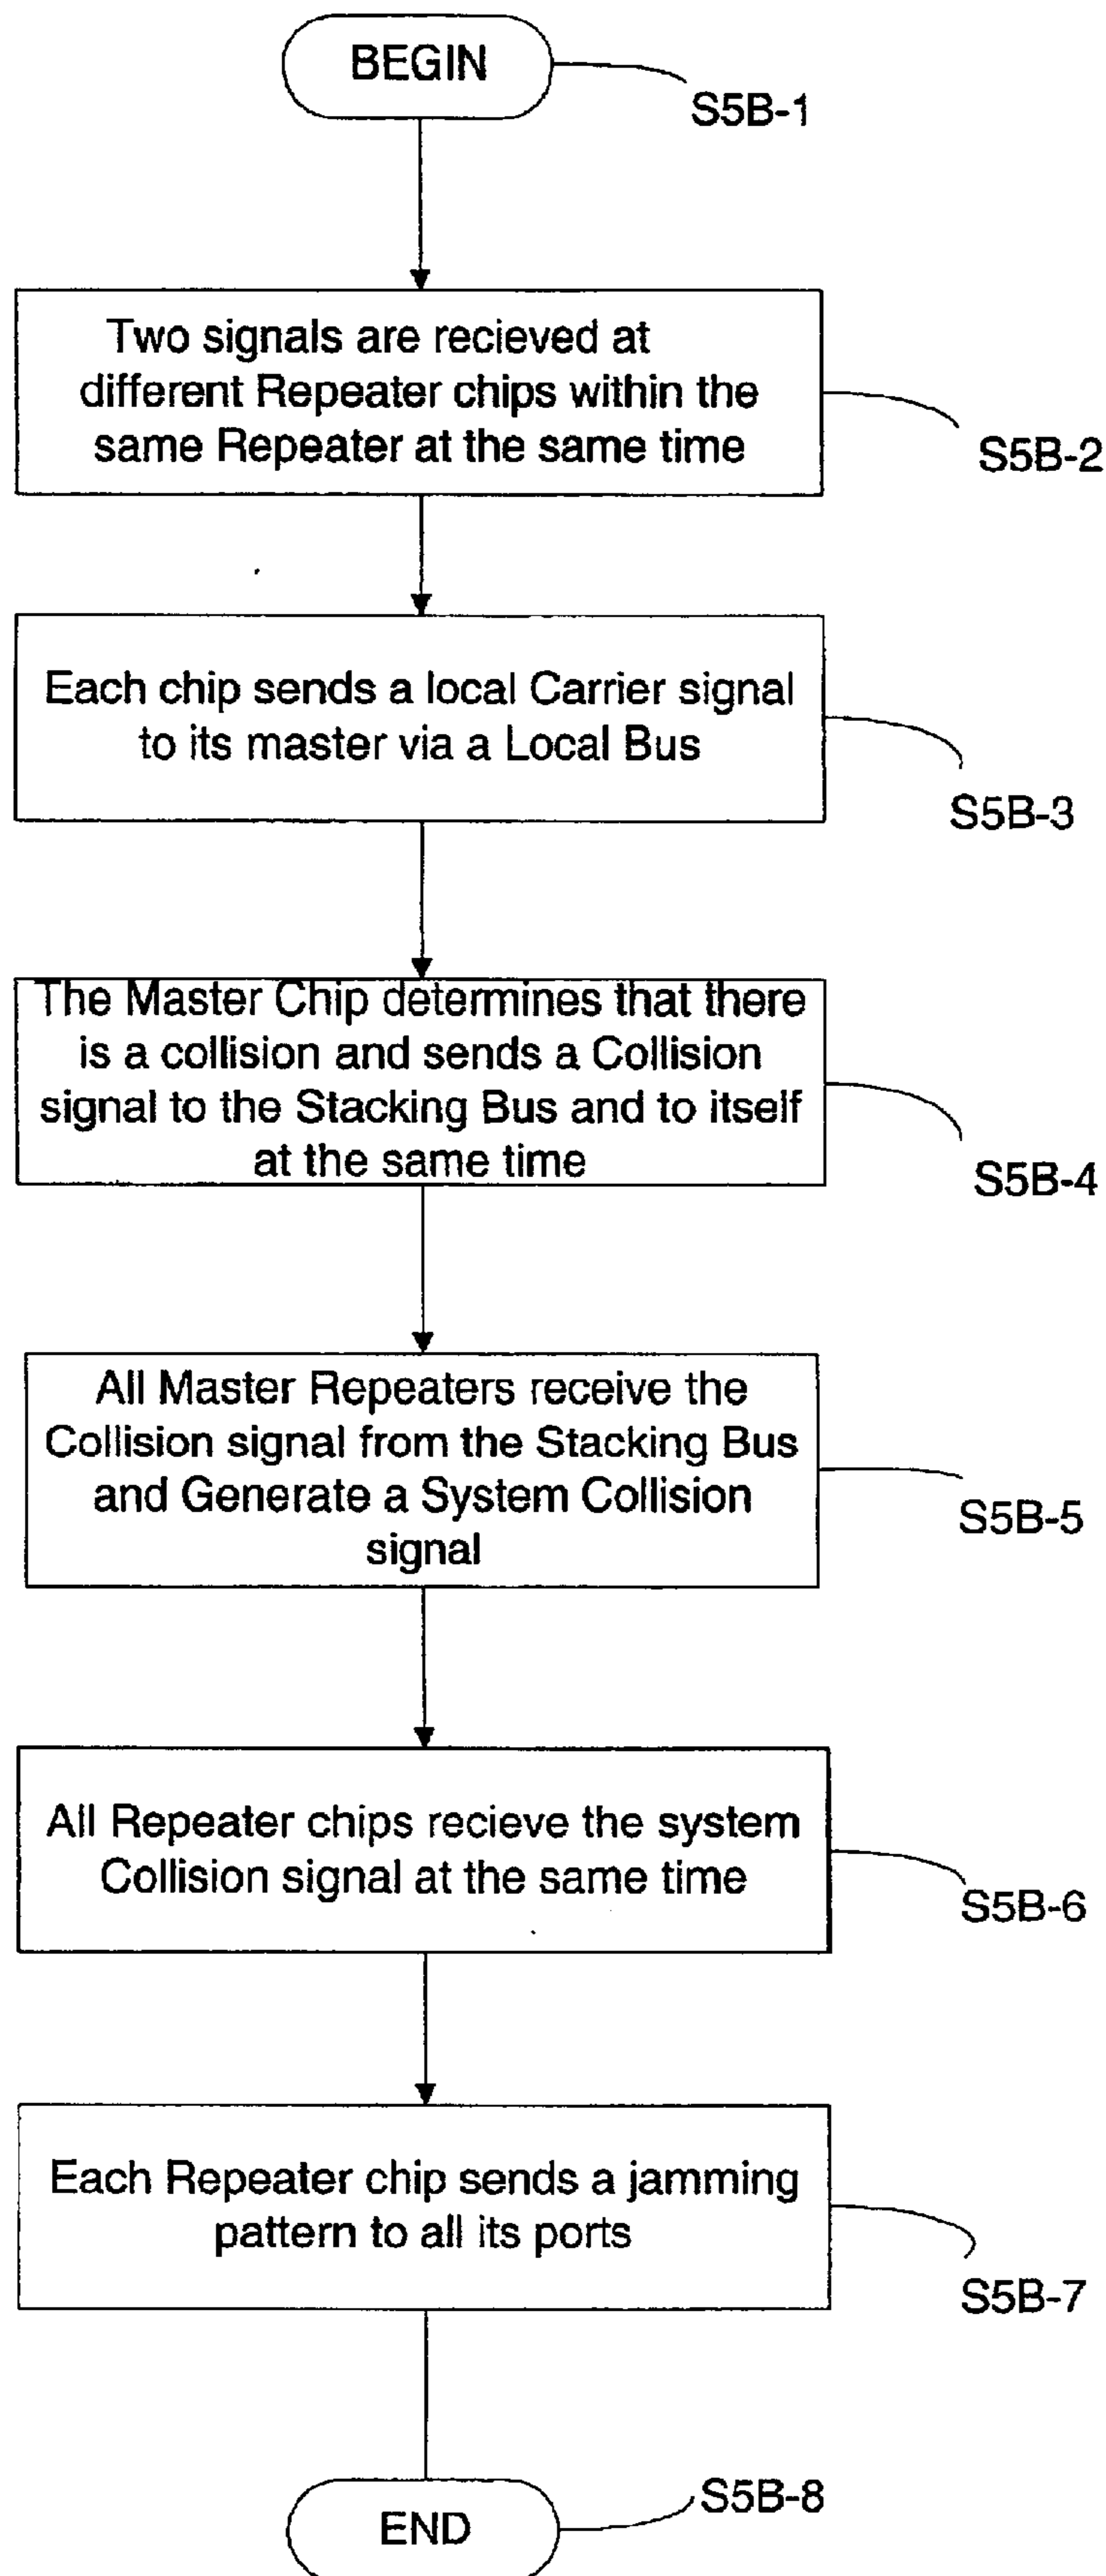 BEGIN
S5B-1
Two signals are recieved at
different Repeater chips within the
same Repeater at the same time
S5B-2
Each chip sends a local Carrier signal
to its master via a Local Bus
S5B-3
The Master Chip determines that there
is a collision and sends a Collision
signal to the Stacking Bus and to itself
at the same time
S5B-4
All Master Repeaters receive the
Collision signal from the Stacking Bus
and Generate a System Collision
signal
S5B-5
All Repeater chips recieve the system
Collision signal at the same time
S5B-6
Each Repeater chip sends a jamming
pattern to all its ports
S5B-7
S5B-8
END